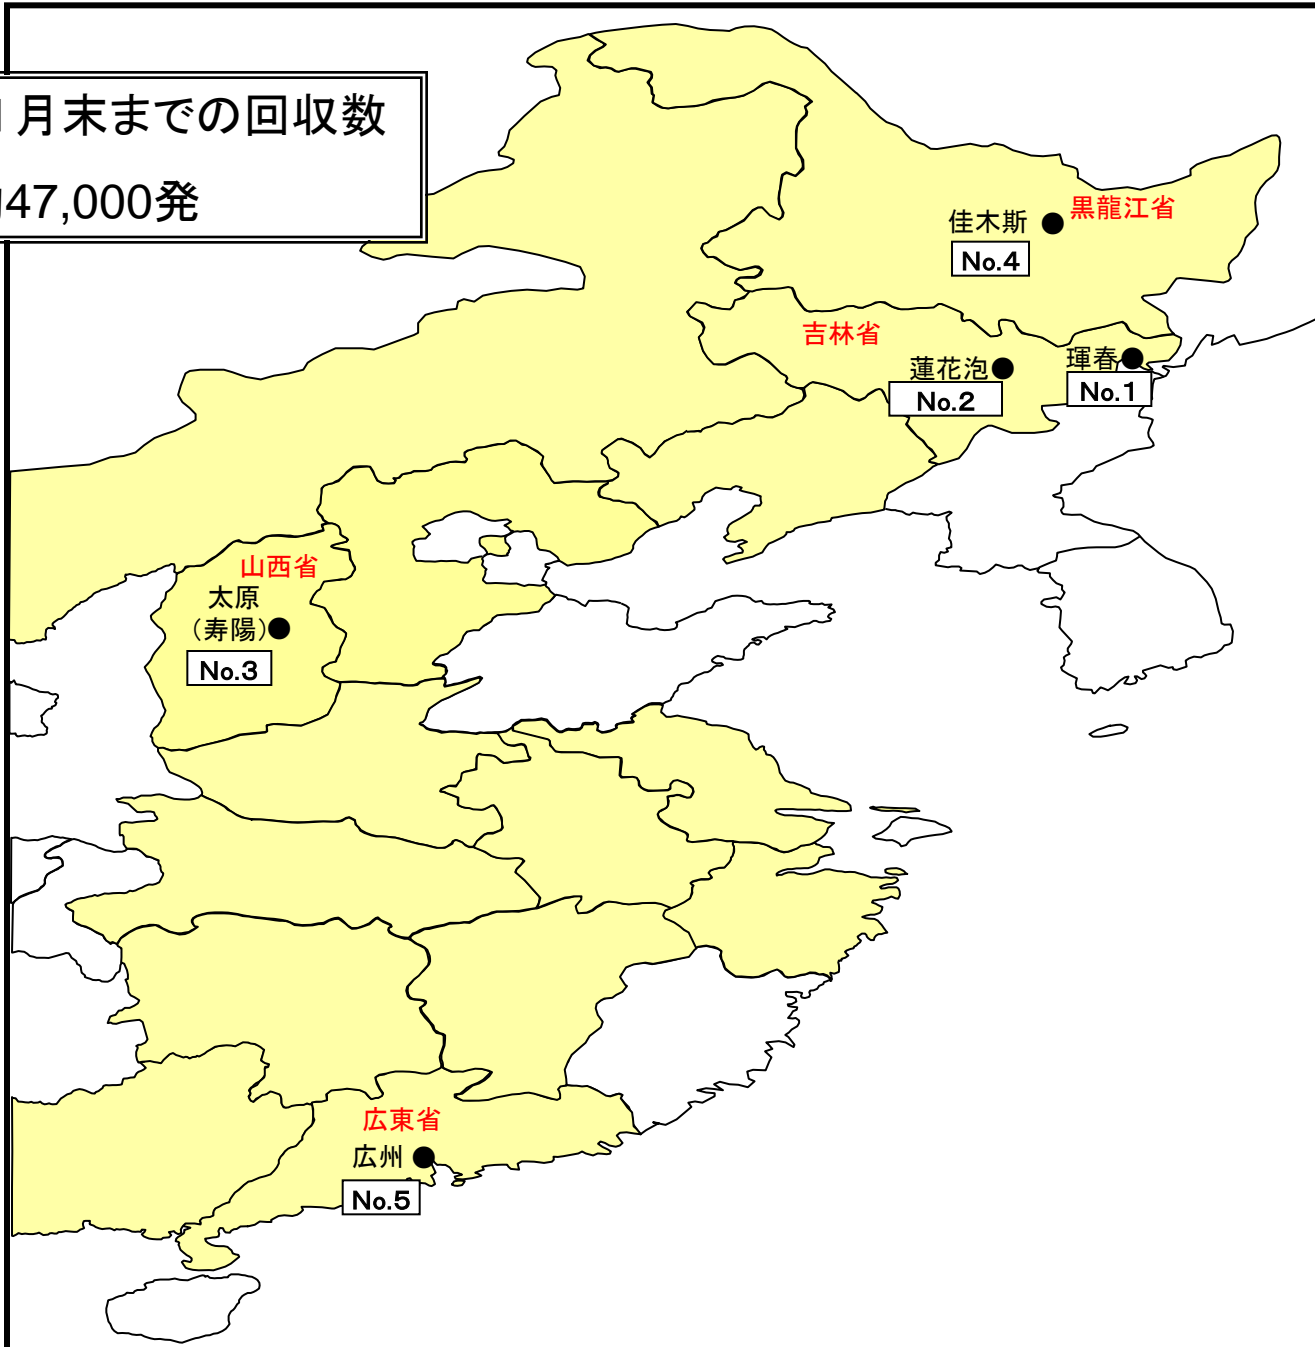 月末までの回収数
47,000発
黒龍江省
佳木斯
No.4
吉林省
蓮花泡
No.2
琿春
No.1
山西省
太原
（寿陽）
No.3
広東省
広州
No.5